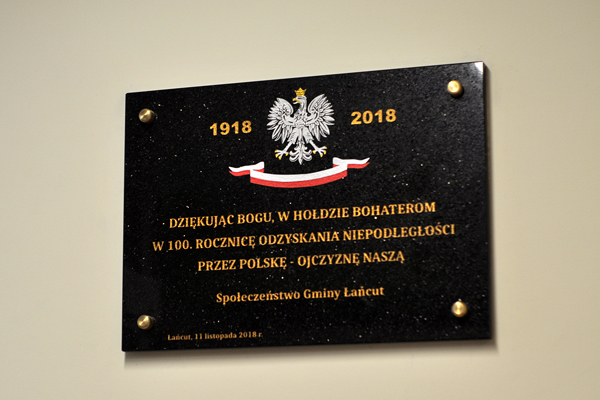 1918 2018
DZIĘKUJĄC BOGU, W HOŁDZIE BOHATEROM
W 100. ROCZNICĘ ODZYSKANIA NIEPODLEGŁOŚCI
PRZEZ POLSKĘ - OJCZYZNĘ NASZĄ
Społeczeństwo Gminy Łańcut
Łańcut, 11 listopada 2018 r.